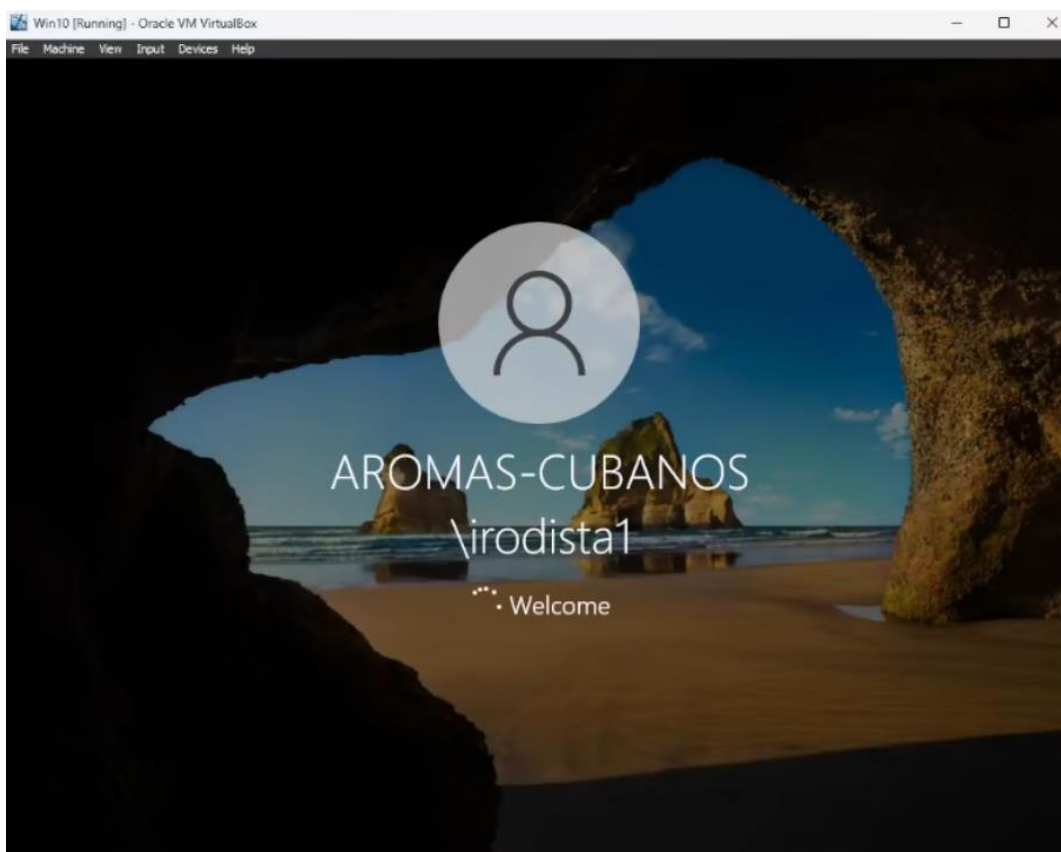 Win10 [Running] - Oracle VM VirtualBox
File Machine View Input Devices Help
AROMAS-CUBANOS
\irodista1
Welcome